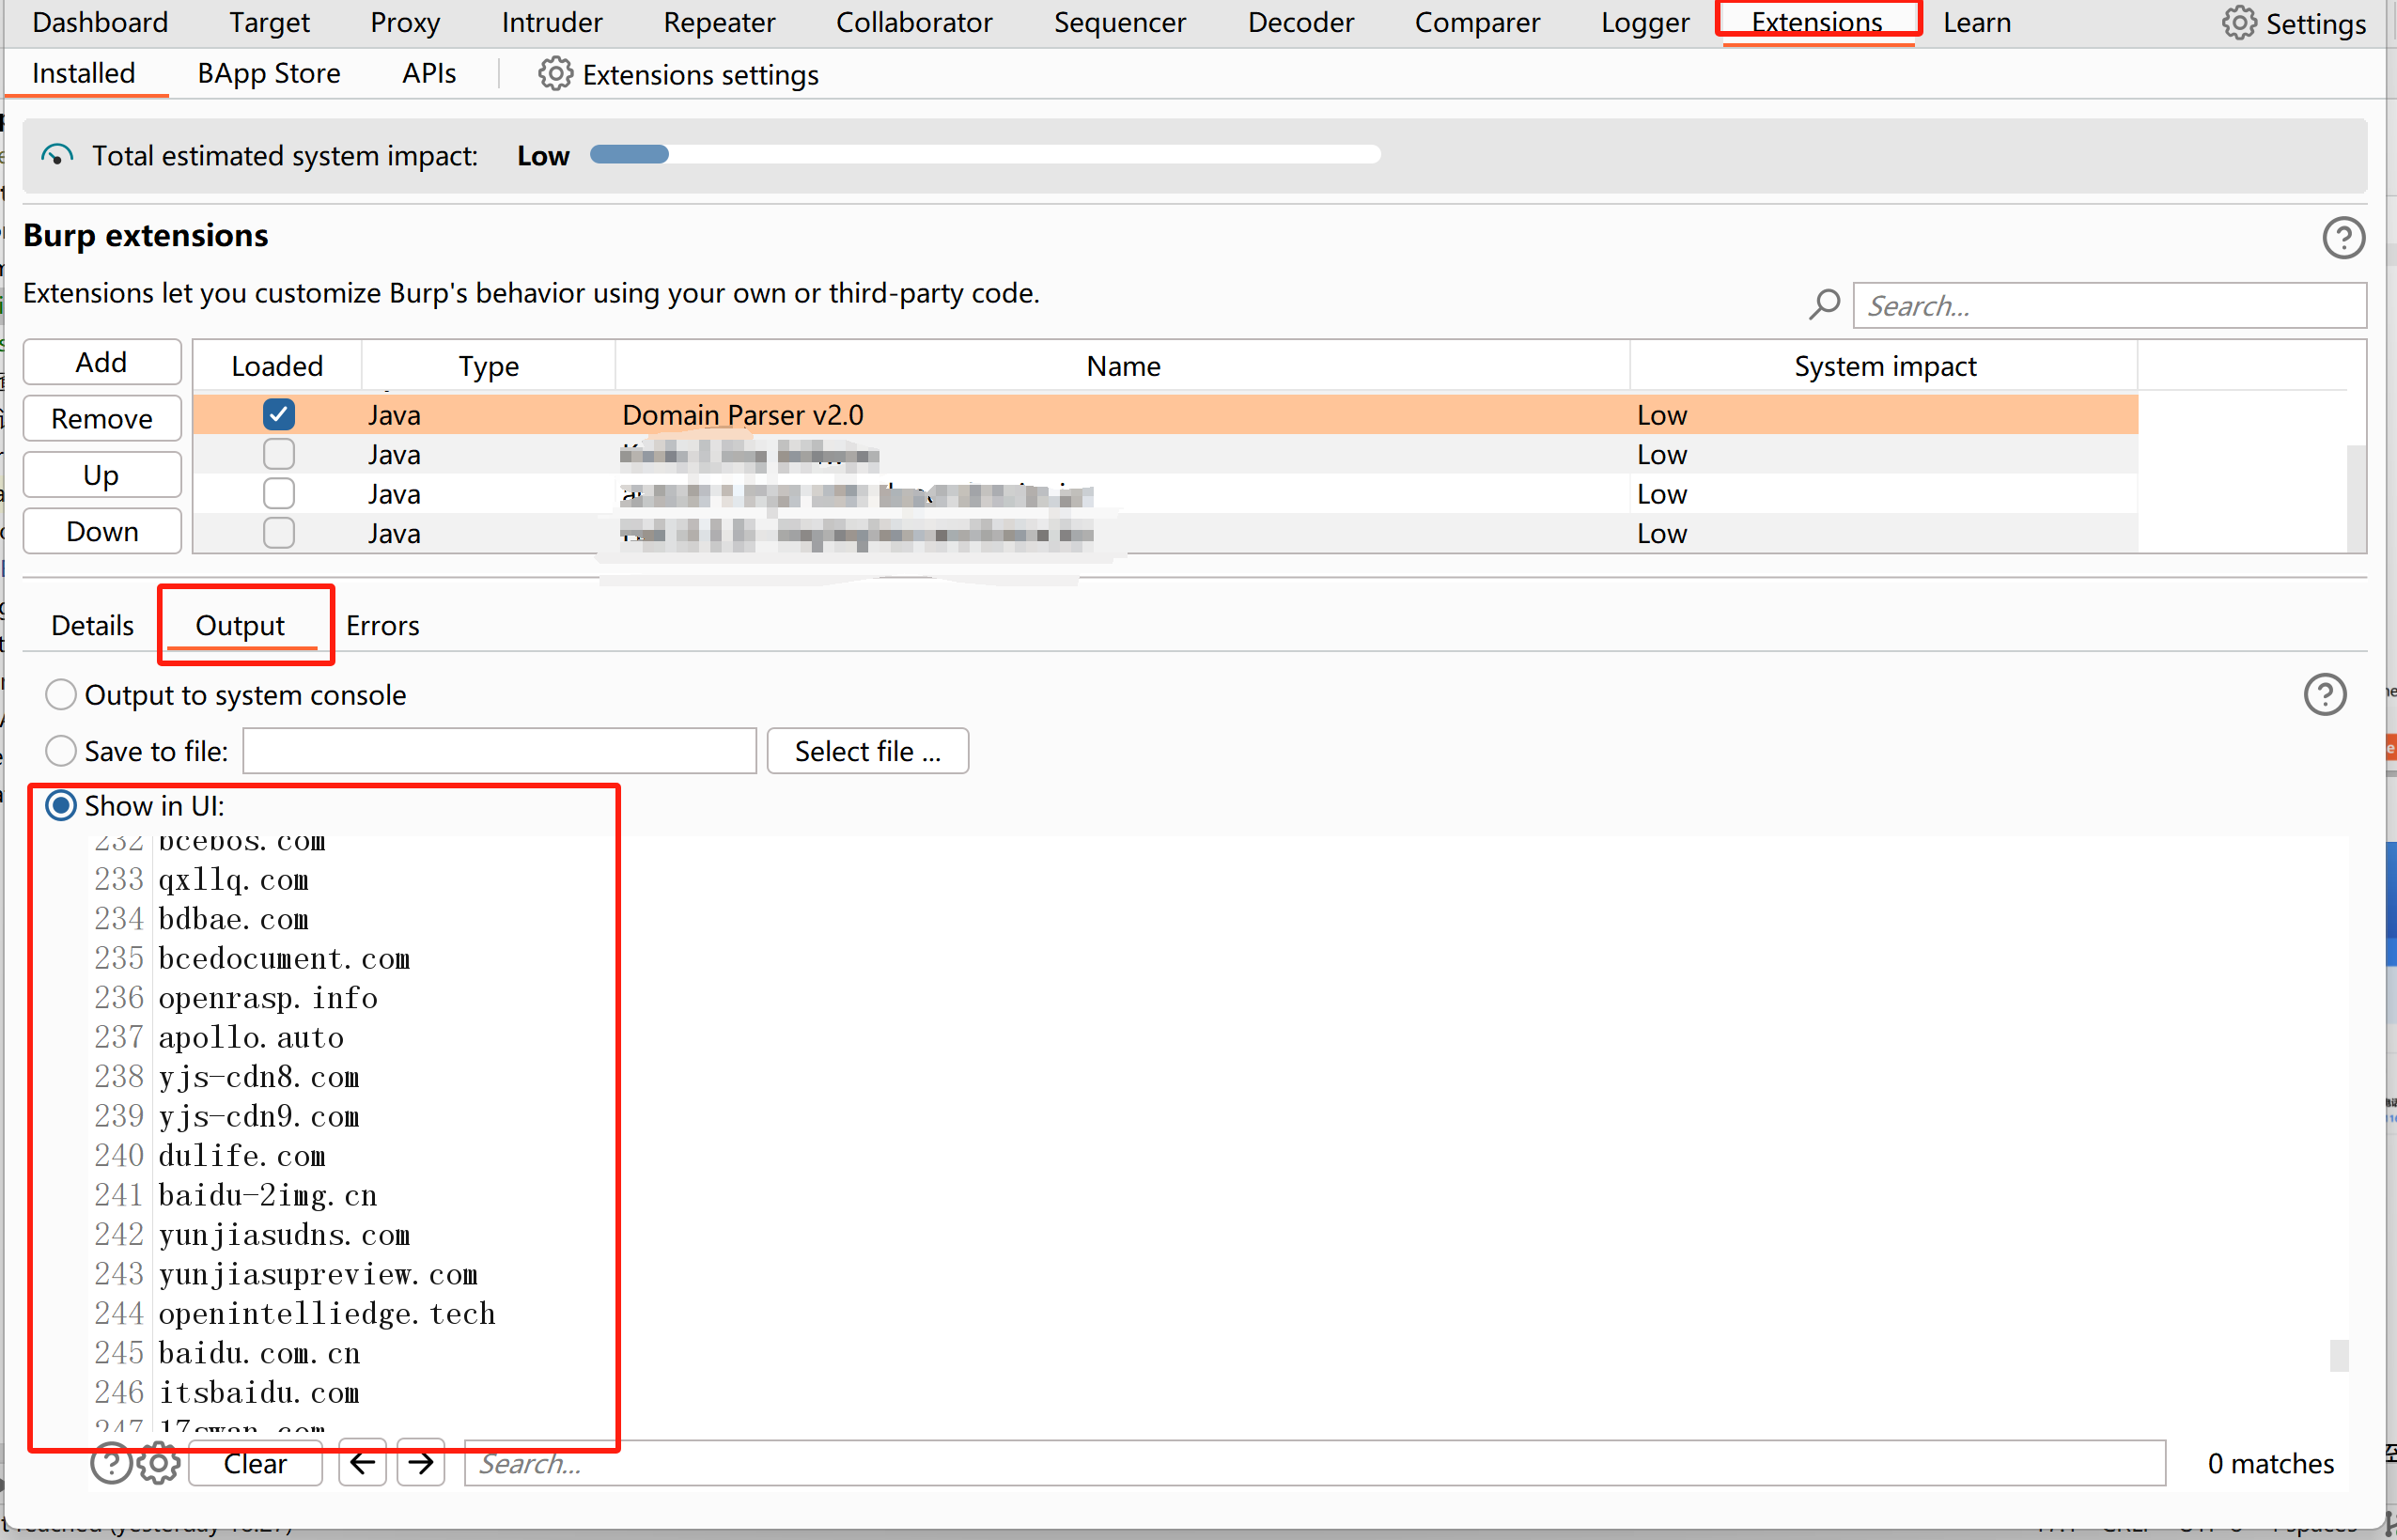 Dashboard Target Proxy Intruder Repeater Collaborator Sequencer Decoder Comparer Logger Extensions Learn Settings
Installed BApp Store APIs Extensions settings
Total estimated system impact: Low
Burp extensions
Extensions let you customize Burp's behavior using your own or third-party code.
Search...
Add
Remove
Up
Down
Loaded Type Name System impact
Java Domain Parser v2.0 Low
Java Low
Java Low
Java Low
Details Output Errors
Output to system console
Save to file: Select file ...
Show in UI:
232 bcebos.com
233 qxllq.com
234 bdbae.com
235 bcedocument.com
236 openrasp.info
237 apollo.auto
238 yjs-cdn8.com
239 yjs-cdn9.com
240 dulife.com
241 baidu-2img.cn
242 yunjiasudns.com
243 yunjiasupreview.com
244 openintelliedge.tech
245 baidu.com.cn
246 itsbaidu.com
247 17swan.com
Clear Search... 0 matches